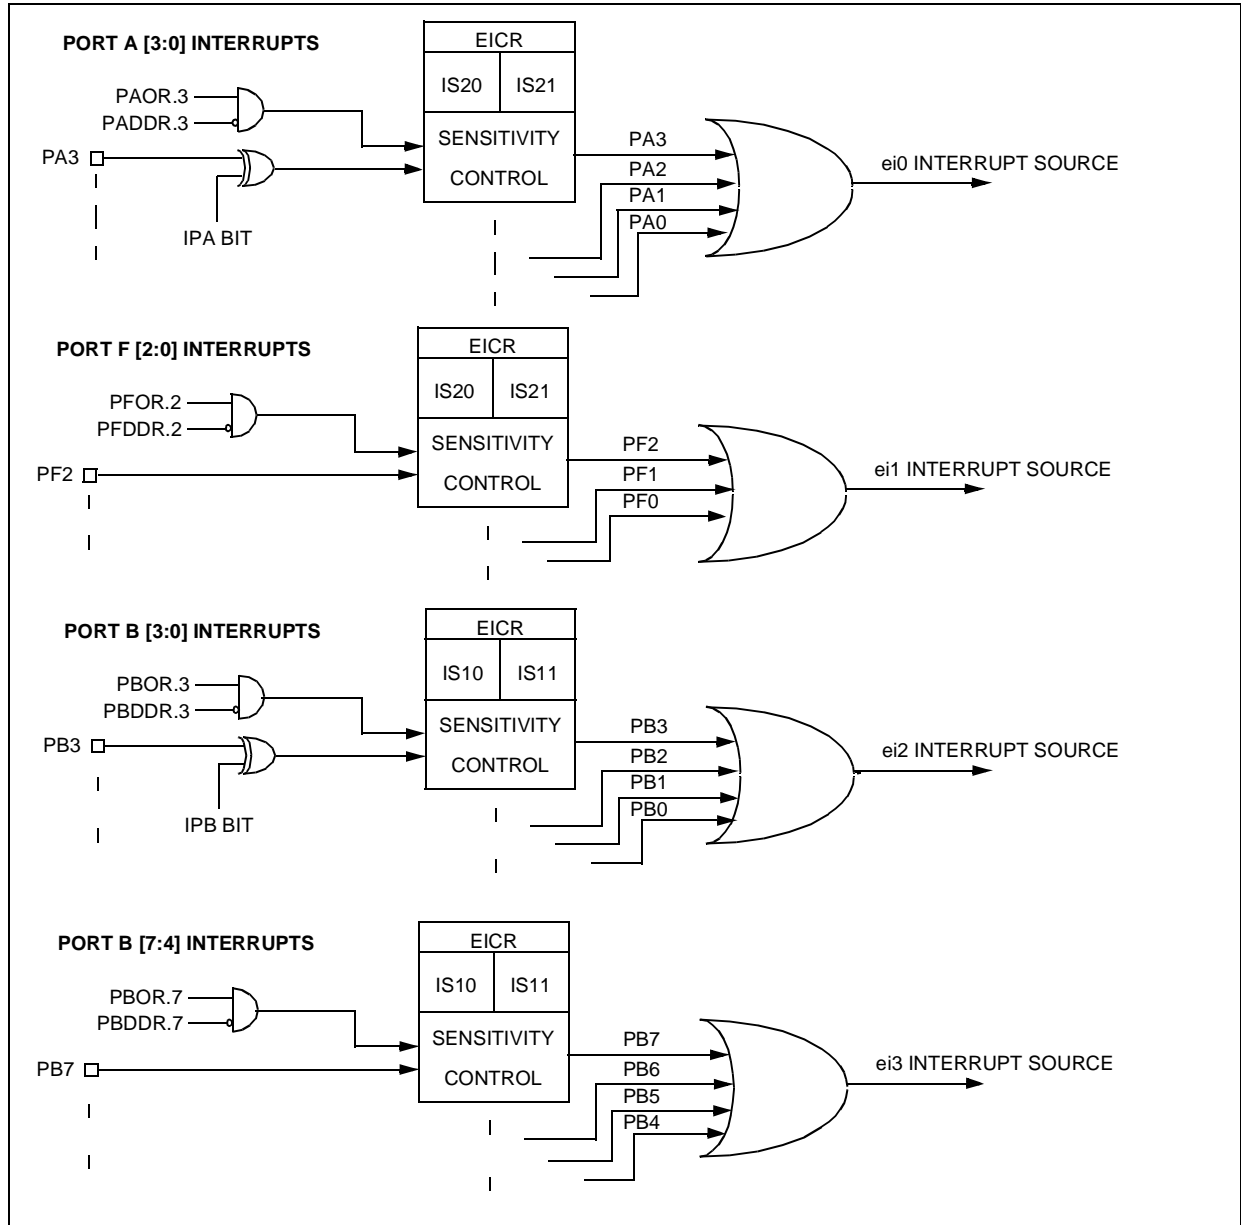 PORT A [3:0] INTERRUPTS
EICR
IS20 IS21
PAOR.3
PADDR.3
SENSITIVITY
CONTROL
PA3
IPA BIT
PA3
PA2
PA1
PA0
ei0 INTERRUPT SOURCE
PORT F [2:0] INTERRUPTS
EICR
IS20 IS21
PFOR.2
PFDDR.2
SENSITIVITY
CONTROL
PF2
PF2
PF1
PF0
ei1 INTERRUPT SOURCE
PORT B [3:0] INTERRUPTS
EICR
IS10 IS11
PBOR.3
PBDDR.3
SENSITIVITY
CONTROL
PB3
IPB BIT
PB3
PB2
PB1
PB0
ei2 INTERRUPT SOURCE
PORT B [7:4] INTERRUPTS
EICR
IS10 IS11
PBOR.7
PBDDR.7
SENSITIVITY
CONTROL
PB7
PB7
PB6
PB5
PB4
ei3 INTERRUPT SOURCE